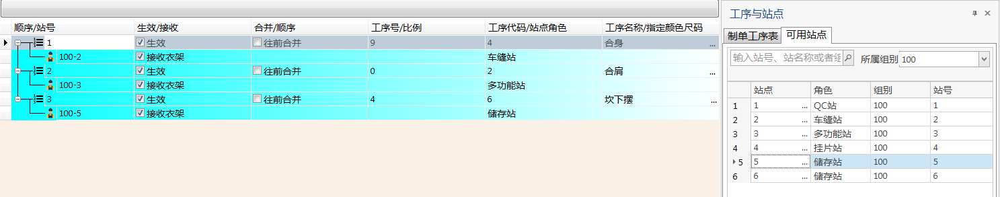 顺序/站号 生效/接收 合并/顺序 工序号/比例 工序代码/站点角色 工序名称/指定颜色尺码
1 生效 往前合并 9 4 合身 ...
100-2 接收衣架 车缝站
2 生效 往前合并 0 2 合肩 ...
100-3 接收衣架 多功能站
3 生效 往前合并 4 6 坎下摆 ...
100-5 接收衣架 储存站
工序与站点
制单工序表 可用站点
输入站号、站名称或者组 所属组别 100
站点 角色 组别 站号
1 1 ... QC站 100 1
2 2 ... 车缝站 100 2
3 3 ... 多功能站 100 3
4 4 ... 挂片站 100 4
5 5 ... 储存站 100 5
6 6 ... 储存站 100 6